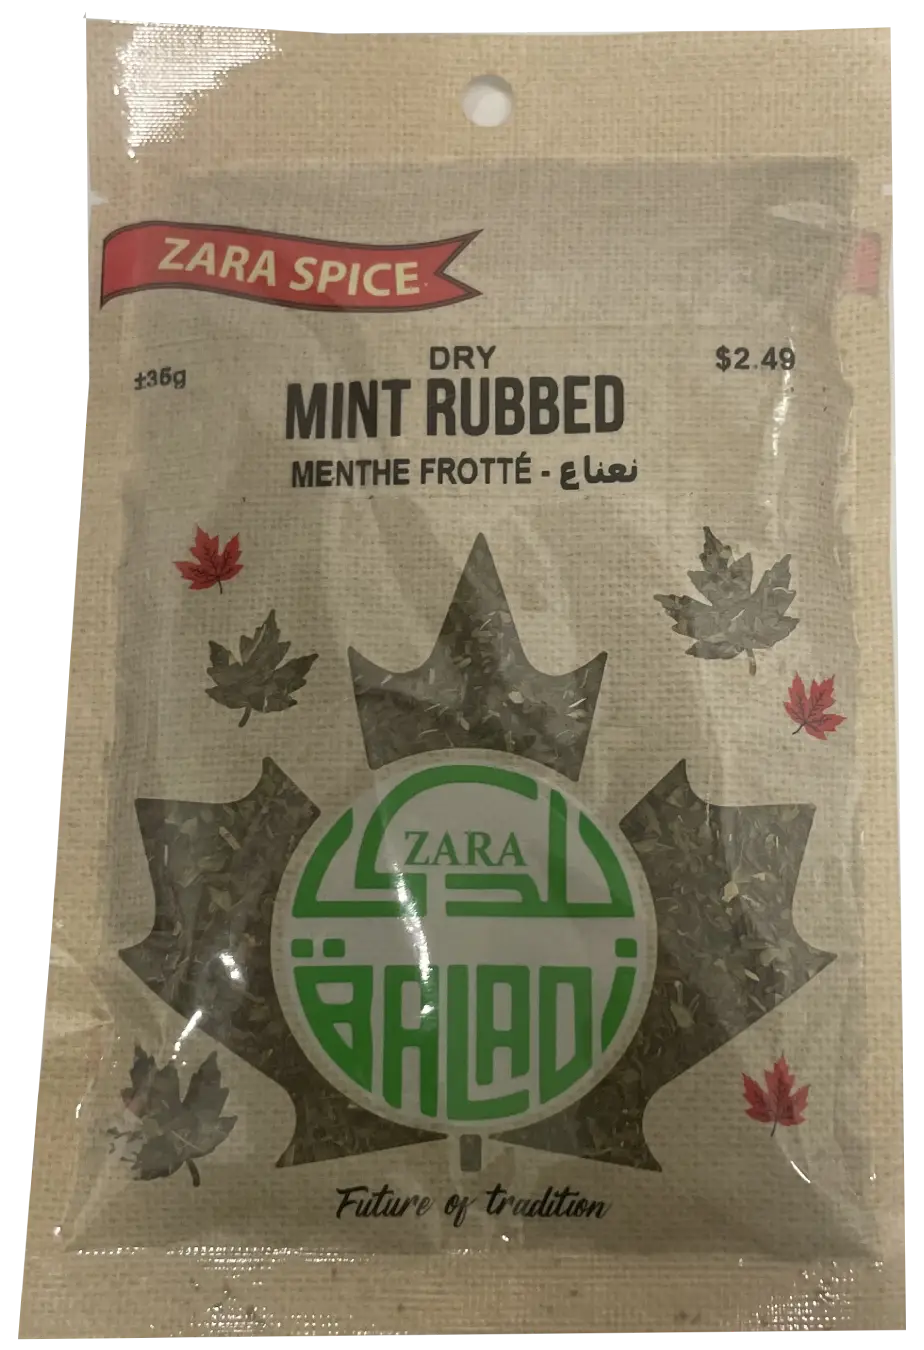 ZARA SPICE
DRY
$2.49
±35g
MINT RUBBED
MENTHE FROTTÉ - نعناع
ZARA
بلدي
BALADI
Future of tradition